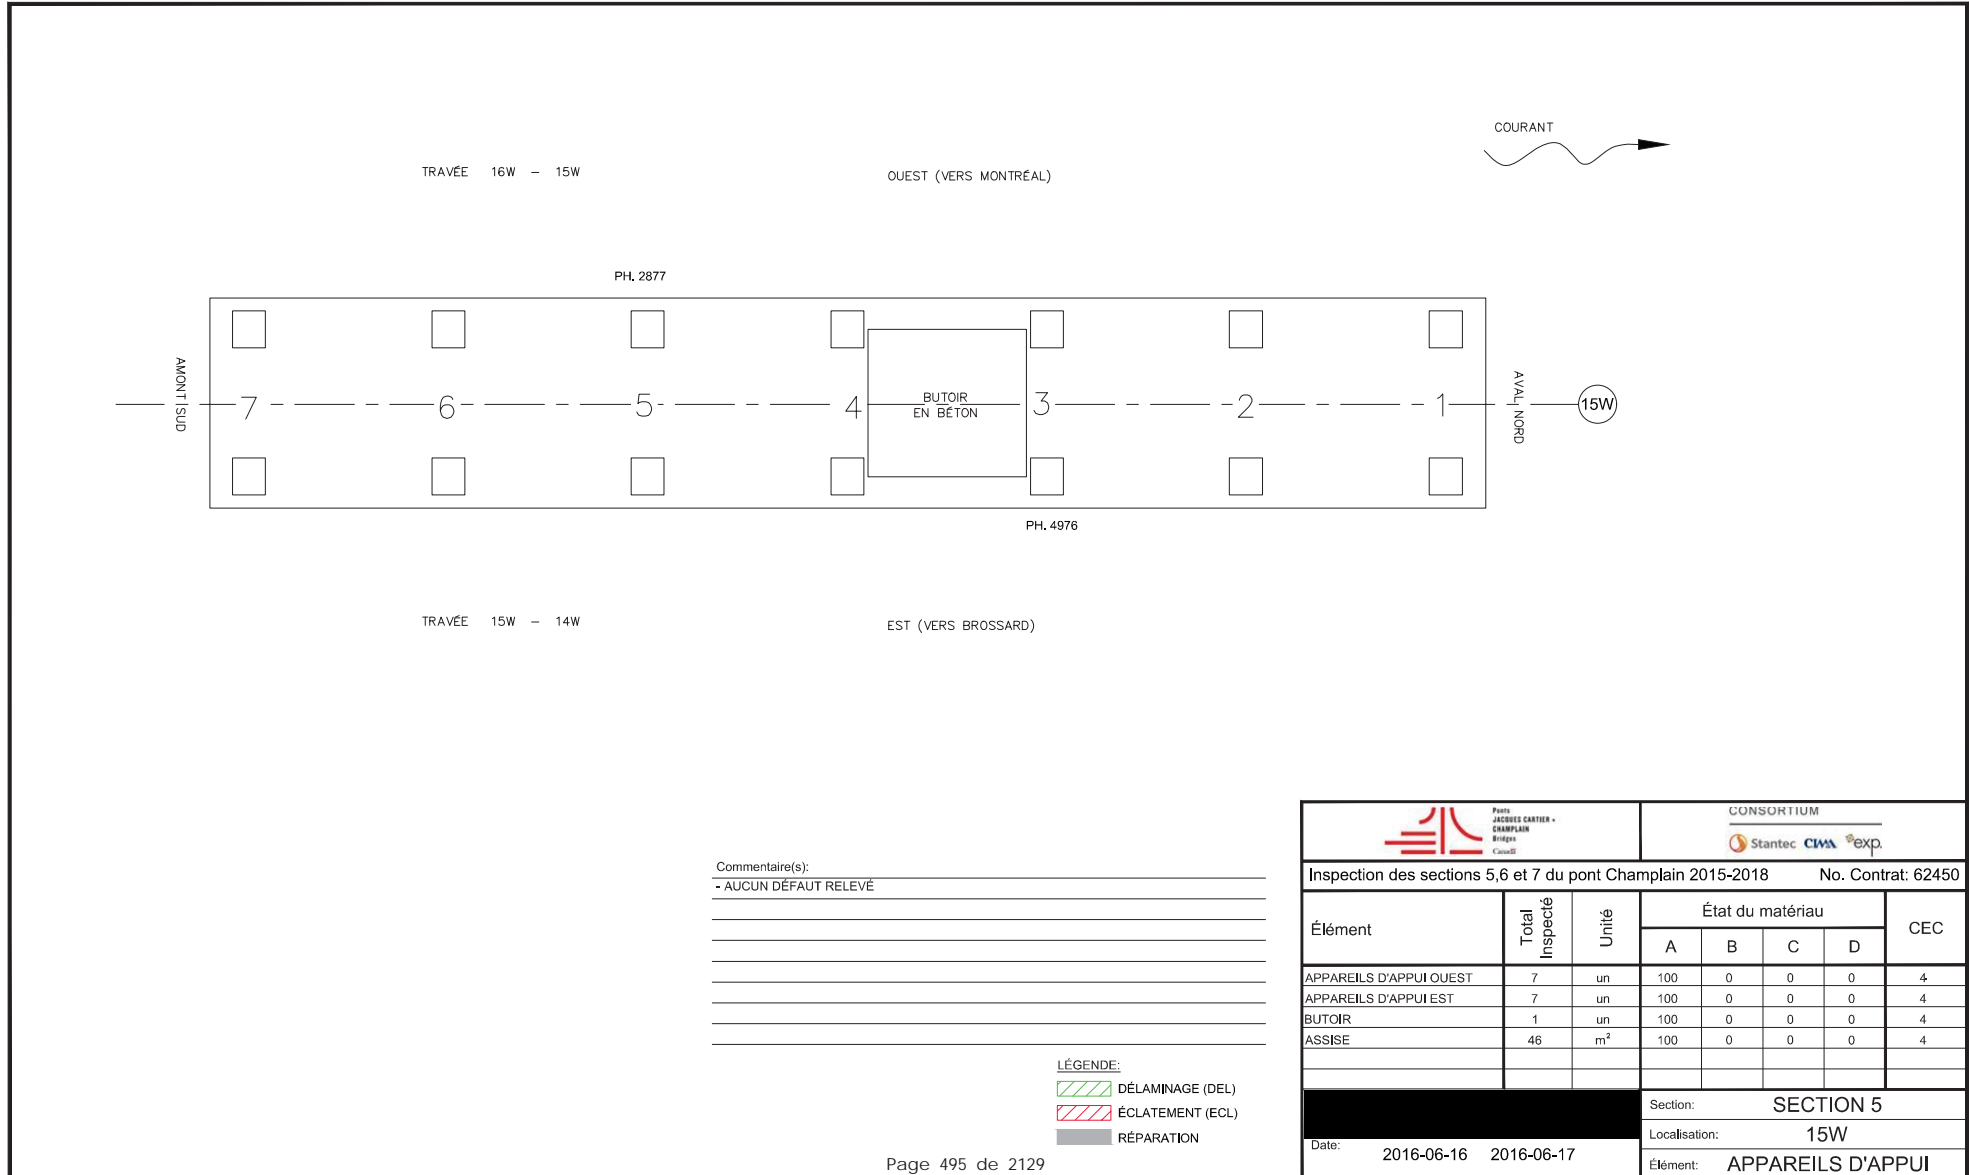 COURANT
TRAVÉE 16W – 15W
OUEST (VERS MONTRÉAL)
PH. 2877
AMONT SUD
7
6
5
4
BUTOIR
EN BÉTON
3
2
1
AVAL NORD
15W
PH. 4976
TRAVÉE 15W – 14W
EST (VERS BROSSARD)
Commentaire(s):
- AUCUN DÉFAUT RELEVÉ
LÉGENDE:
DÉLAMINAGE (DEL)
ÉCLATEMENT (ECL)
RÉPARATION
Page 495 de 2129
Ponts
JACQUES CARTIER +
CHAMPLAIN
Bridges
Canada
CONSORTIUM
Stantec CIMA exp.
Inspection des sections 5,6 et 7 du pont Champlain 2015-2018 No. Contrat: 62450
Élément Total Inspecté Unité État du matériau CEC
A B C D
APPAREILS D'APPUI OUEST 7 un 100 0 0 0 4
APPAREILS D'APPUI EST 7 un 100 0 0 0 4
BUTOIR 1 un 100 0 0 0 4
ASSISE 46 m² 100 0 0 0 4
Section: SECTION 5
Localisation: 15W
Date: 2016-06-16 2016-06-17
Élément: APPAREILS D'APPUI